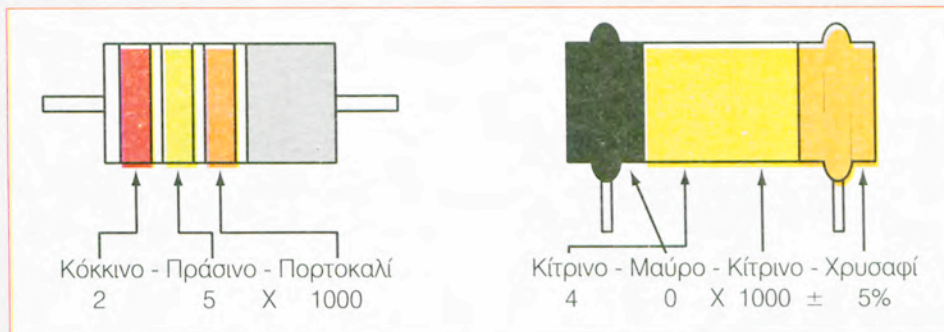 Κόκκινο - Πράσινο - Πορτοκαλί
2 5 X 1000
Κίτρινο - Μαύρο - Κίτρινο - Χρυσαφί
4 0 X 1000 ± 5%